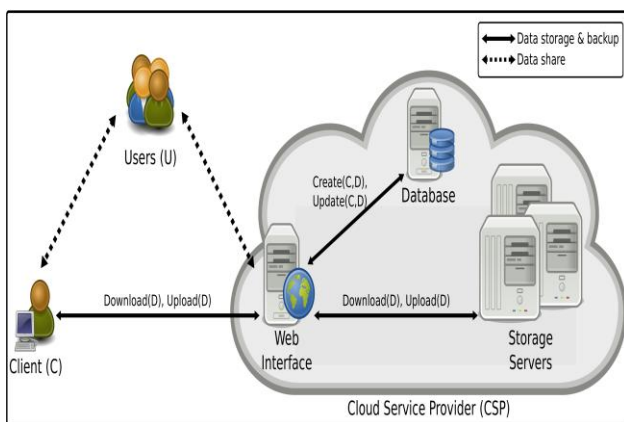 Data storage & backup
Data share
Users (U)
Create(C,D),
Update(C,D)
Database
Download(D), Upload(D)
Download(D), Upload(D)
Client (C)
Web
Interface
Storage
Servers
Cloud Service Provider (CSP)